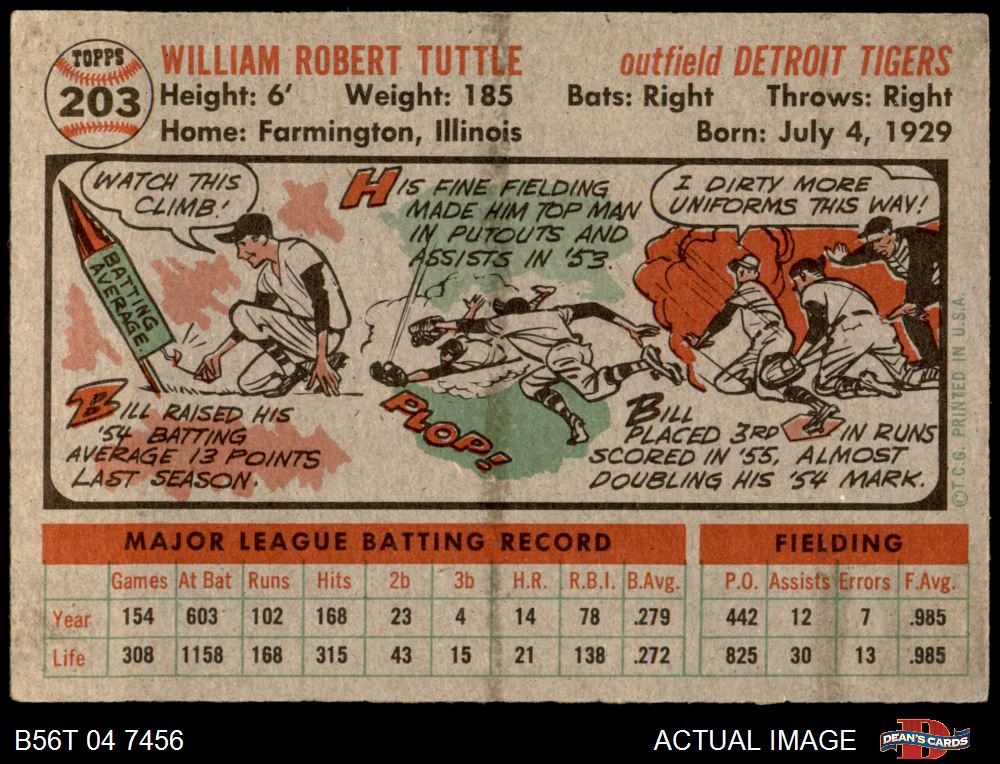 TOPPS
203
WILLIAM ROBERT TUTTLE outfield DETROIT TIGERS
Height: 6' Weight: 185 Bats: Right Throws: Right
Home: Farmington, Illinois Born: July 4, 1929
WATCH THIS
CLIMB!
BATTING
AVERAGE
BILL RAISED HIS
'54 BATTING
AVERAGE 13 POINTS
LAST SEASON.
HIS FINE FIELDING
MADE HIM TOP MAN
IN PUTOUTS AND
ASSISTS IN '53.
PLOP!
I DIRTY MORE
UNIFORMS THIS WAY!
BILL
PLACED 3RD IN RUNS
SCORED IN '55, ALMOST
DOUBLING HIS '54 MARK.
©T.C.G. PRINTED IN U.S.A.
MAJOR LEAGUE BATTING RECORD FIELDING
Games At Bat Runs Hits 2b 3b H.R. R.B.I. B.Avg. P.O. Assists Errors F.Avg.
Year 154 603 102 168 23 4 14 78 .279 442 12 7 .985
Life 308 1158 168 315 43 15 21 138 .272 825 30 13 .985
B56T 04 7456 ACTUAL IMAGE DEAN'S CARDS